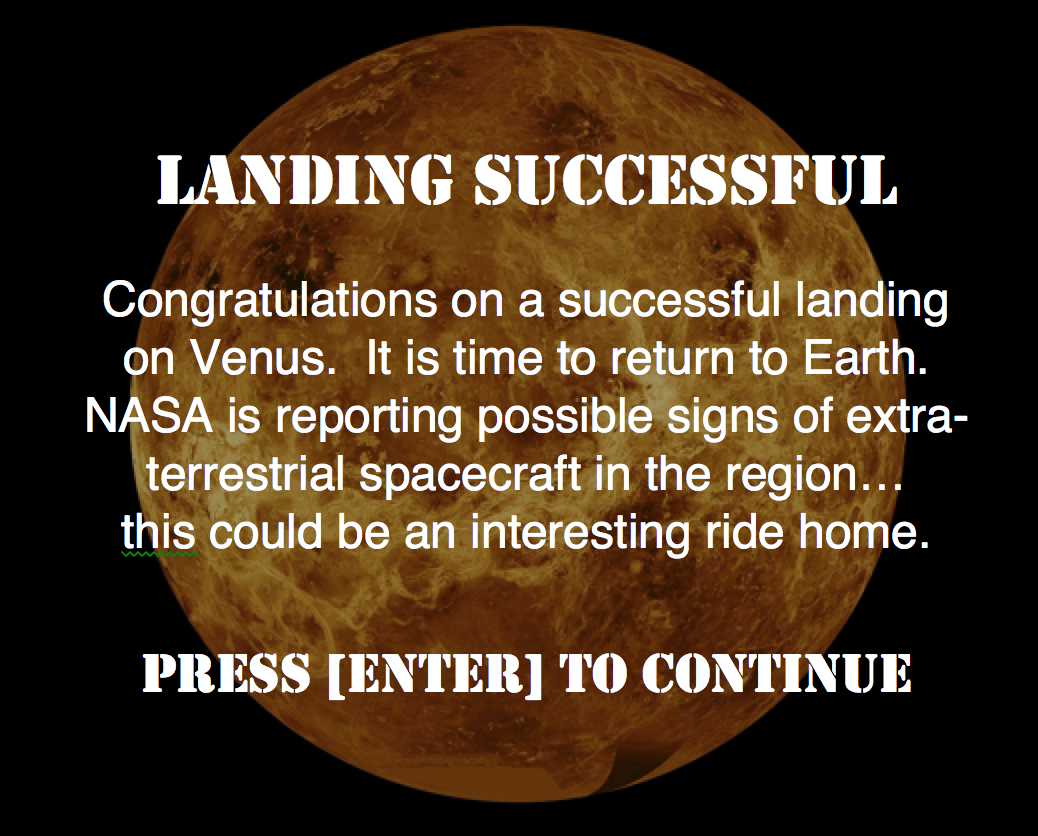 LANDING SUCCESSFUL
Congratulations on a successful landing
on Venus.  It is time to return to Earth.
NASA is reporting possible signs of extra-
terrestrial spacecraft in the region…
this could be an interesting ride home.
PRESS [ENTER] TO CONTINUE